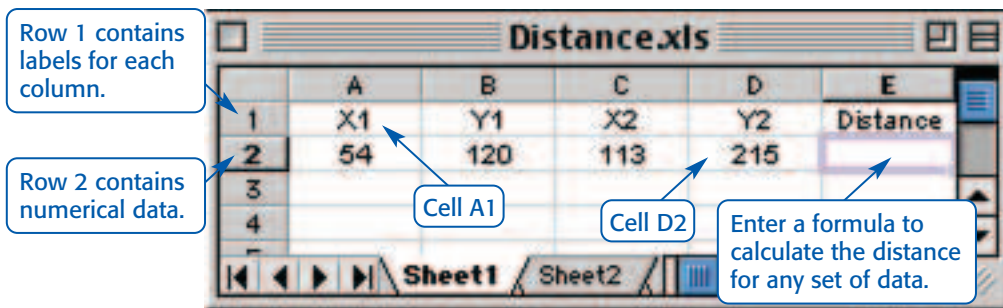 Row 1 contains
labels for each
column.
Row 2 contains
numerical data.
Distance.xls
A B C D E
1 X1 Y1 X2 Y2 Distance
2 54 120 113 215
3
4
Cell A1
Cell D2
Enter a formula to
calculate the distance
for any set of data.
Sheet1 Sheet2